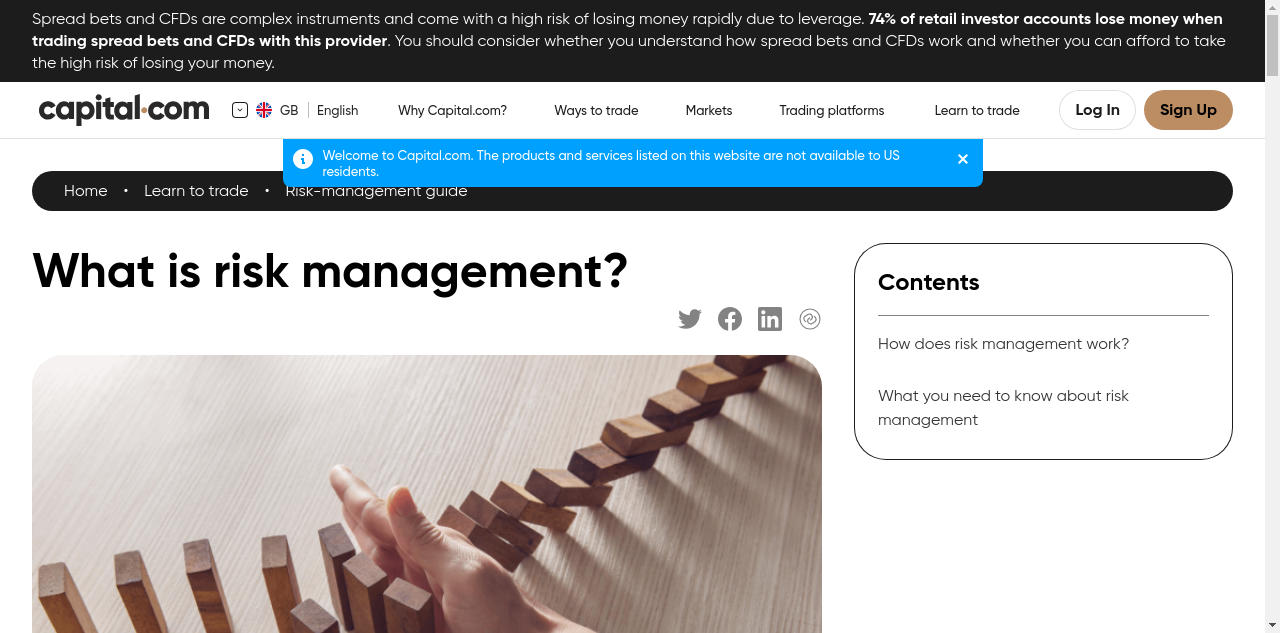 Spread bets and CFDs are complex instruments and come with a high risk of losing money rapidly due to leverage. 74% of retail investor accounts lose money when
trading spread bets and CFDs with this provider. You should consider whether you understand how spread bets and CFDs work and whether you can afford to take
the high risk of losing your money.
capital.com
GB
English
Why Capital.com?
Ways to trade
Markets
Trading platforms
Learn to trade
Log In
Sign Up
Welcome to Capital.com. The products and services listed on this website are not available to US
residents.
Home • Learn to trade • Risk-management guide
What is risk management?
Contents
How does risk management work?
What you need to know about risk
management